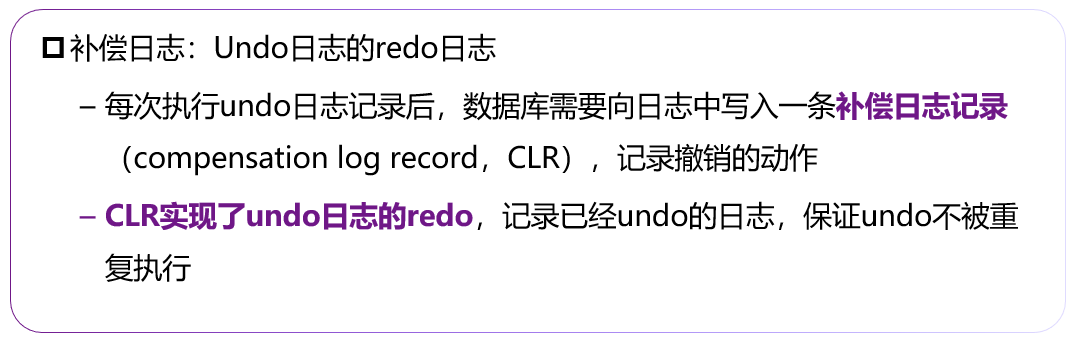 补偿日志：Undo日志的redo日志
– 每次执行undo日志记录后，数据库需要向日志中写入一条补偿日志记录
（compensation log record，CLR），记录撤销的动作
– CLR实现了undo日志的redo，记录已经undo的日志，保证undo不被重
复执行